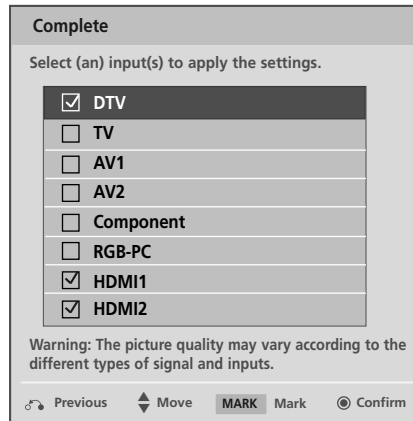 Complete
Select (an) input(s) to apply the settings.
DTV
TV
AV1
AV2
Component
RGB-PC
HDMI1
HDMI2
Warning: The picture quality may vary according to the
different types of signal and inputs.
Previous Move MARK Mark Confirm